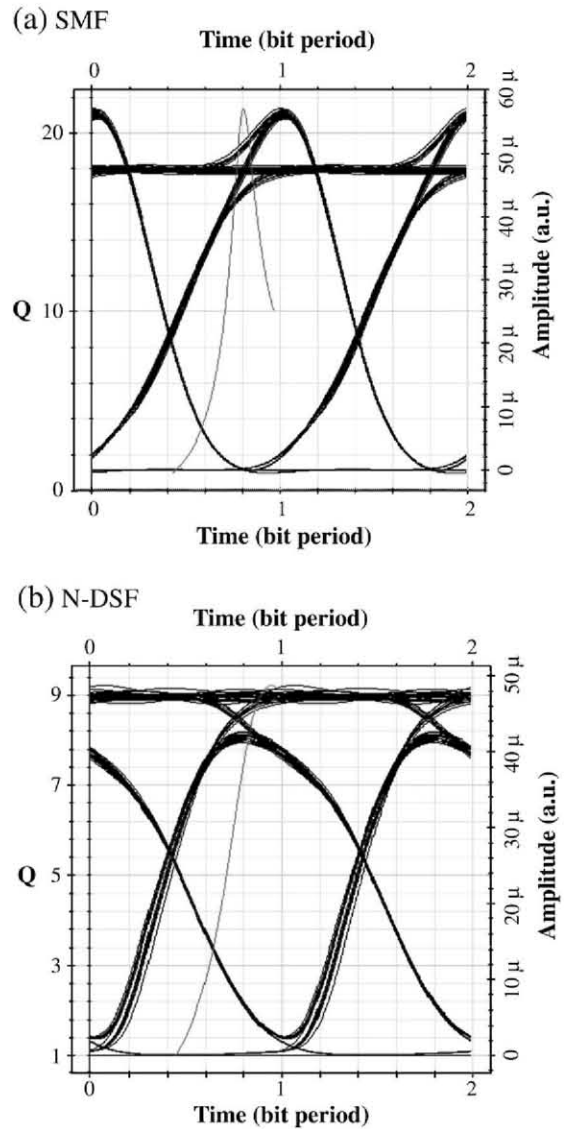 (a) SMF
Time (bit period)
0 1 2
20
10
0
Q
60 μ
50 μ
40 μ
30 μ
20 μ
10 μ
0
Amplitude (a.u.)
0 1 2
Time (bit period)
(b) N-DSF
Time (bit period)
0 1 2
9
7
5
3
1
Q
50 μ
40 μ
30 μ
20 μ
10 μ
0
Amplitude (a.u.)
0 1 2
Time (bit period)